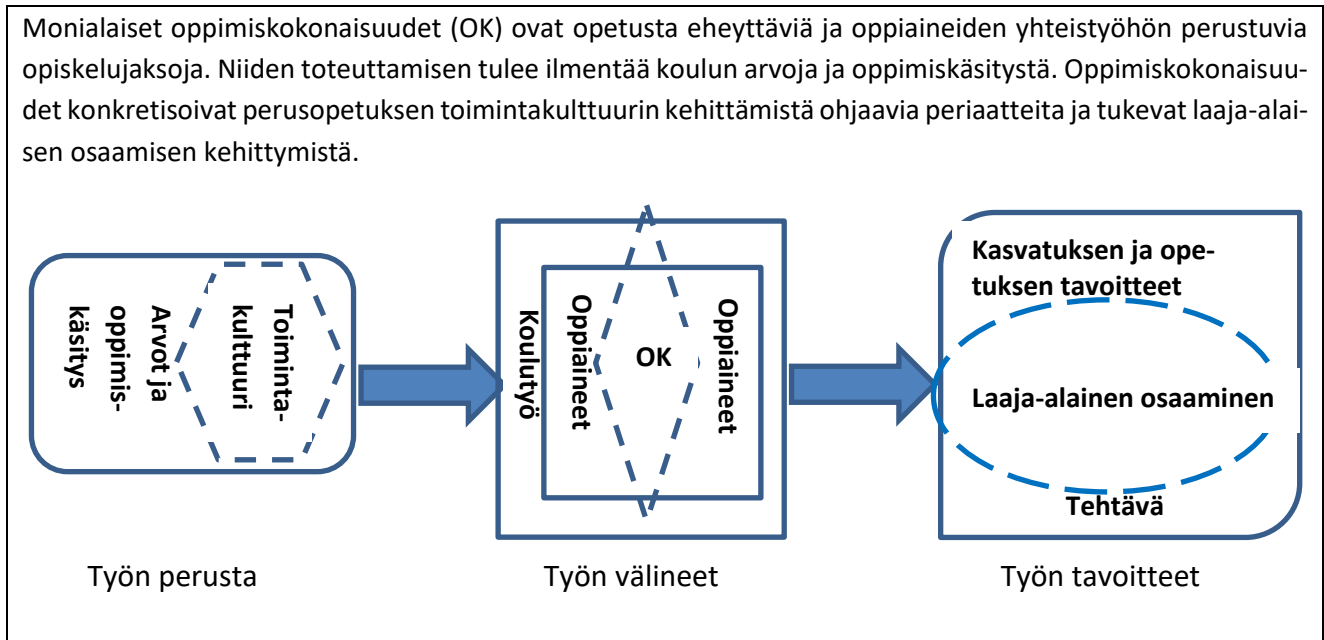 Monialaiset oppimiskokonaisuudet (OK) ovat opetusta eheyttäviä ja oppiaineiden yhteistyöhön perustuvia
opiskelujaksoja. Niiden toteuttamisen tulee ilmentää koulun arvoja ja oppimiskäsitystä. Oppimiskokonaisuu-
det konkretisoivat perusopetuksen toimintakulttuurin kehittämistä ohjaavia periaatteita ja tukevat laaja-alai-
sen osaamisen kehittymistä.
Arvot ja
oppimis-
käsitys
Toiminta-
kulttuuri
Koulutyö
Oppiaineet
OK
Oppiaineet
Kasvatuksen ja ope-
tuksen tavoitteet
Laaja-alainen osaaminen
Tehtävä
Työn perusta
Työn välineet
Työn tavoitteet